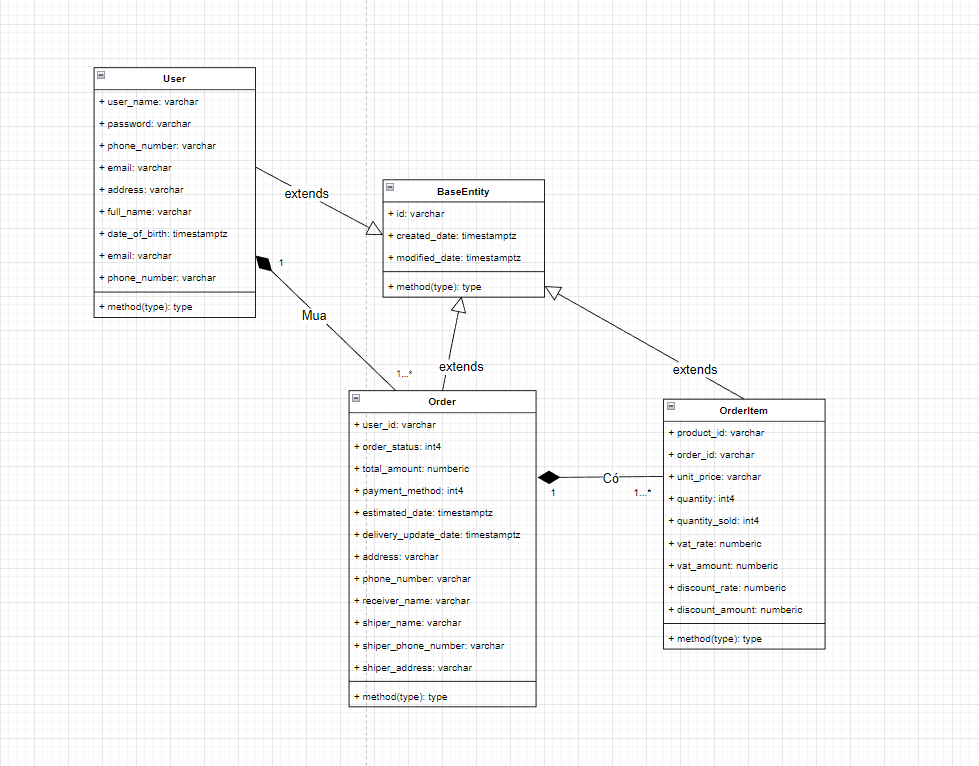 User
+ user_name: varchar
+ password: varchar
+ phone_number: varchar
+ email: varchar
+ address: varchar
+ full_name: varchar
+ date_of_birth: timestamptz
+ email: varchar
+ phone_number: varchar
+ method(type): type
extends
BaseEntity
+ id: varchar
+ created_date: timestamptz
+ modified_date: timestamptz
+ method(type): type
1
Mua
1...*
extends
extends
Order
+ user_id: varchar
+ order_status: int4
+ total_amount: numberic
+ payment_method: int4
+ estimated_date: timestamptz
+ delivery_update_date: timestamptz
+ address: varchar
+ phone_number: varchar
+ receiver_name: varchar
+ shiper_name: varchar
+ shiper_phone_number: varchar
+ shiper_address: varchar
+ method(type): type
1
Có
1...*
OrderItem
+ product_id: varchar
+ order_id: varchar
+ unit_price: varchar
+ quantity: int4
+ quantity_sold: int4
+ vat_rate: numberic
+ vat_amount: numberic
+ discount_rate: numberic
+ discount_amount: numberic
+ method(type): type